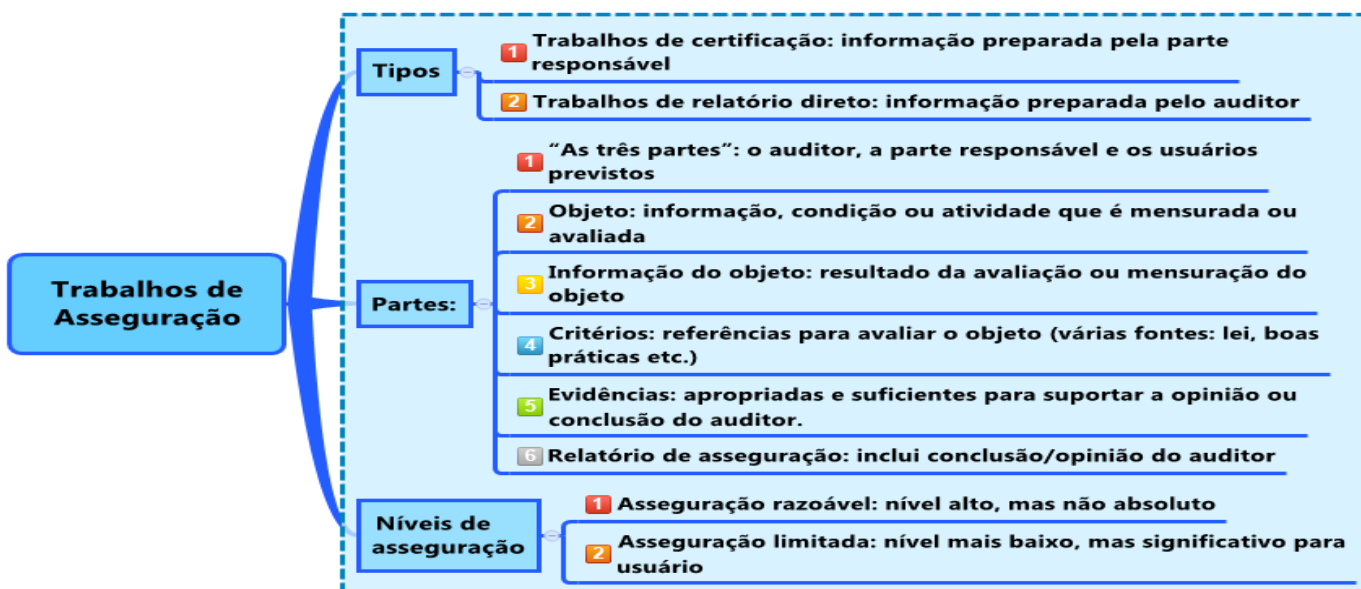 Trabalhos de
Asseguração
Tipos
1 Trabalhos de certificação: informação preparada pela parte
responsável
2 Trabalhos de relatório direto: informação preparada pelo auditor
Partes:
1 “As três partes”: o auditor, a parte responsável e os usuários
previstos
2 Objeto: informação, condição ou atividade que é mensurada ou
avaliada
3 Informação do objeto: resultado da avaliação ou mensuração do
objeto
4 Critérios: referências para avaliar o objeto (várias fontes: lei, boas
práticas etc.)
5 Evidências: apropriadas e suficientes para suportar a opinião ou
conclusão do auditor.
6 Relatório de asseguração: inclui conclusão/opinião do auditor
Níveis de
asseguração
1 Asseguração razoável: nível alto, mas não absoluto
2 Asseguração limitada: nível mais baixo, mas significativo para
usuário